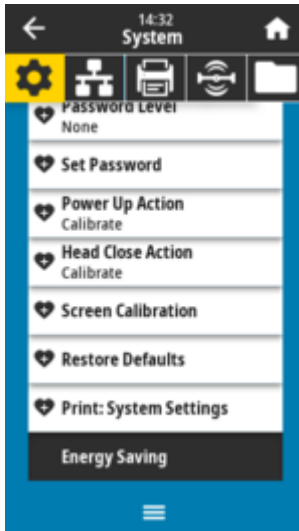 14:32
System
Password Level
None
Set Password
Power Up Action
Calibrate
Head Close Action
Calibrate
Screen Calibration
Restore Defaults
Print: System Settings
Energy Saving